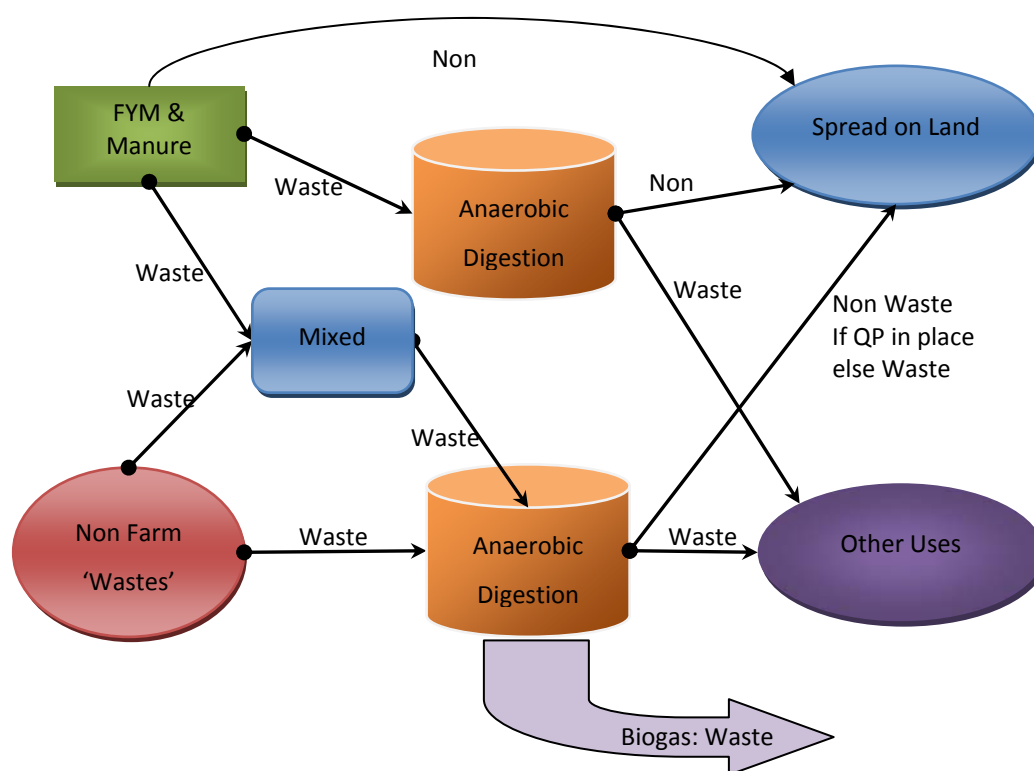 Non
FYM &
Manure
Spread on Land
Waste
Anaerobic
Digestion
Non
Waste
Mixed
Waste
Non Waste
If QP in place
else Waste
Waste
Waste
Non Farm
‘Wastes’
Waste
Anaerobic
Digestion
Waste
Other Uses
Biogas: Waste